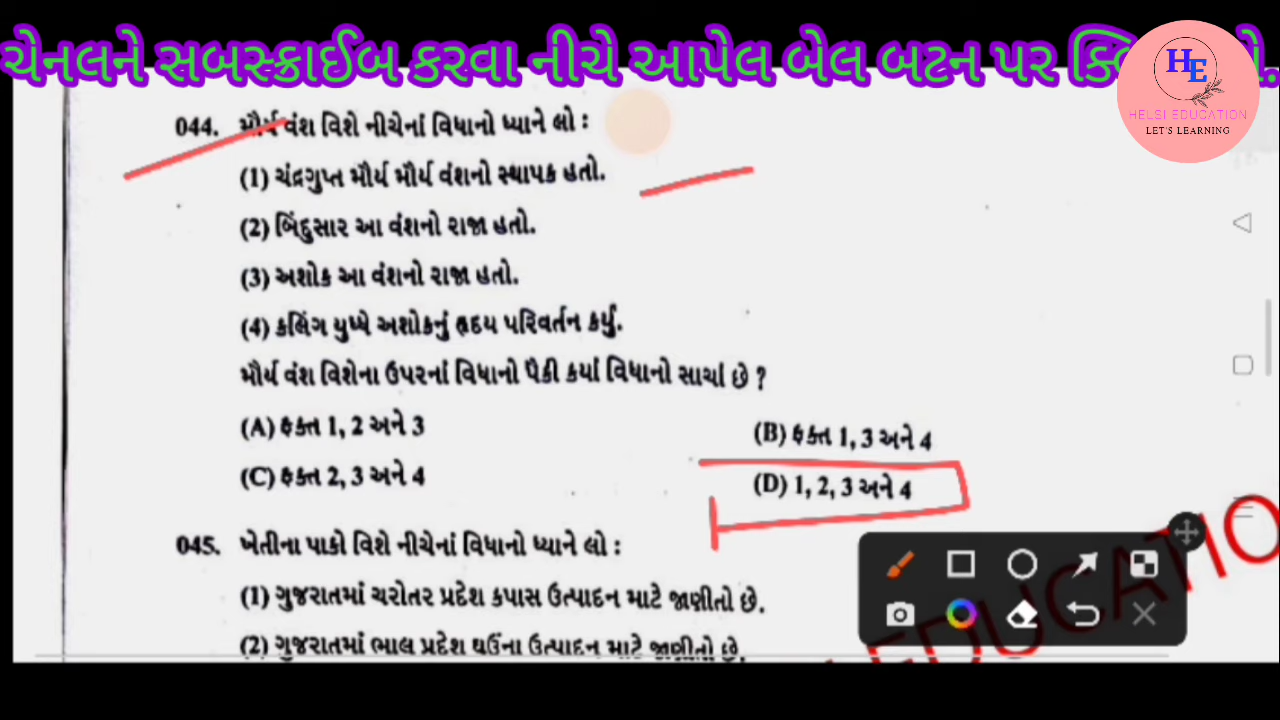 ચેનલને સબસ્ક્રાઈબ કરવા નીચે આપેલ બેલ બટન પર
HE
HELSI EDUCATION
LET'S LEARNING
044. મૌર્ય વંશ વિશે નીચેનાં વિધાનો ધ્યાને લો :
(1) ચંદ્રગુપ્ત મૌર્ય મૌર્ય વંશનો સ્થાપક હતો.
(2) બિંદુસાર આ વંશનો રાજા હતો.
(3) અશોક આ વંશનો રાજા હતો.
(4) કલિંગ યુધ્ધે અશોકનું હ્રદય પરિવર્તન કર્યું.
મૌર્ય વંશ વિશેના ઉપરનાં વિધાનો પૈકી કયાં વિધાનો સાચાં છે ?
(A) ફક્ત 1, 2 અને 3
(B) ફક્ત 1, 3 અને 4
(C) ફક્ત 2, 3 અને 4
(D) 1, 2, 3 અને 4
045. ખેતીના પાકો વિશે નીચેનાં વિધાનો ધ્યાને લો :
(1) ગુજરાતમાં ચરોતર પ્રદેશ કપાસ ઉત્પાદન માટે જાણીતો છે.
(2) ગુજરાતમાં ભાલ પ્રદેશ ઘઉંના ઉત્પાદન માટે જાણીતો છે.